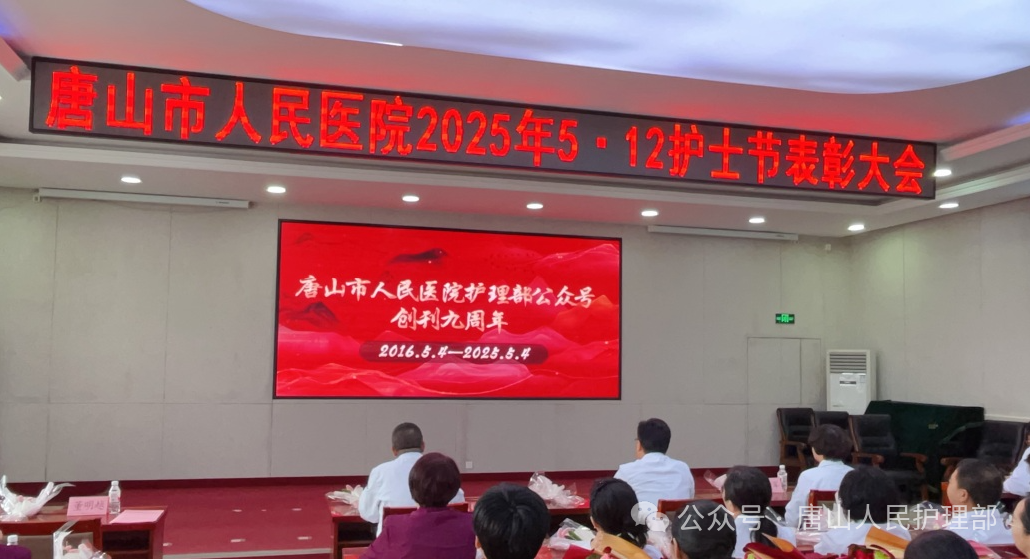 唐山市人民医院2025年5·12护士节表彰大会
唐山市人民医院护理部公众号
创刊九周年
2016.5.4—2025.5.4
公众号·唐山人民护理部